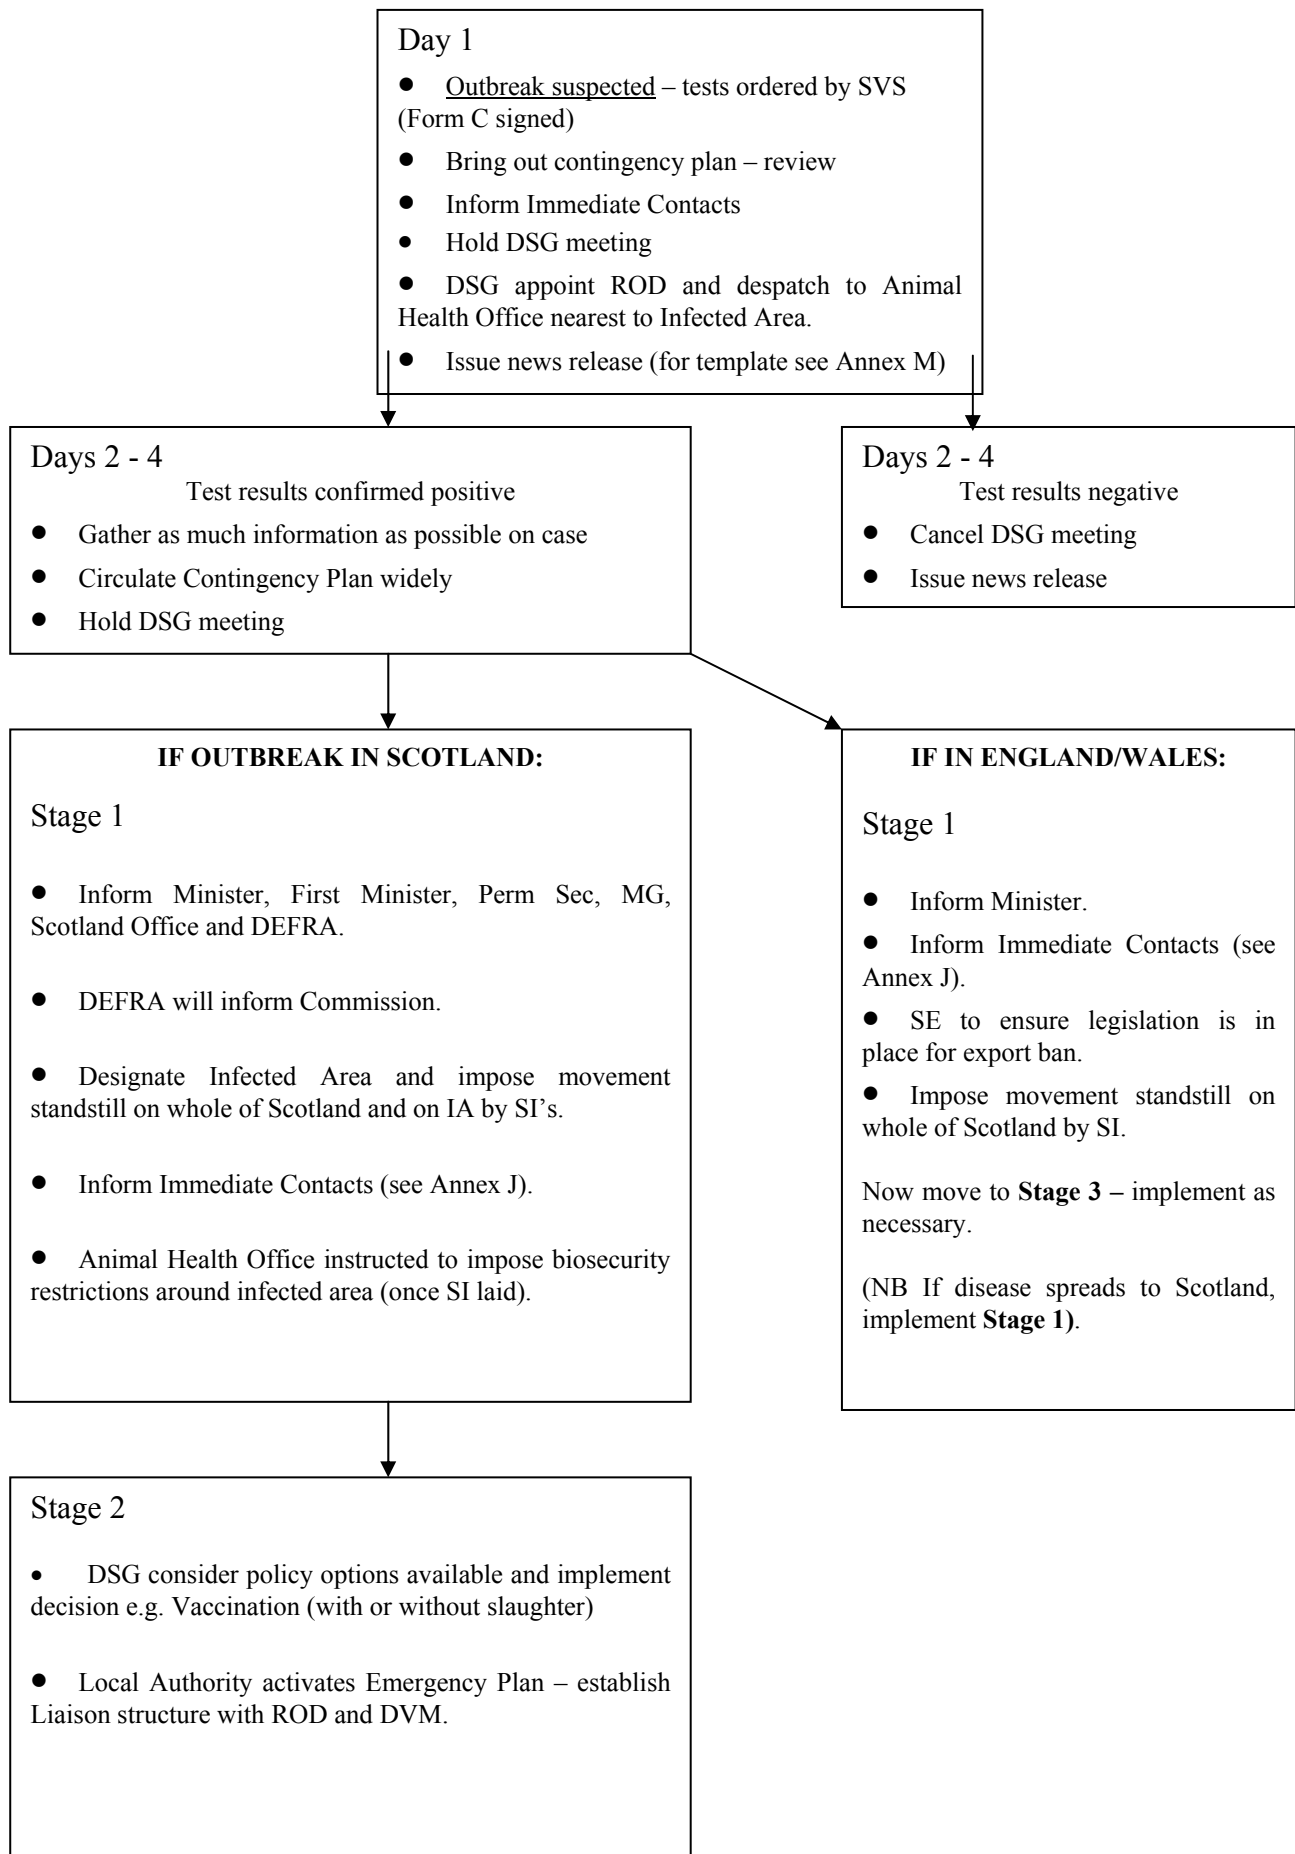 Day 1
● Outbreak suspected – tests ordered by SVS
(Form C signed)
● Bring out contingency plan – review
● Inform Immediate Contacts
● Hold DSG meeting
● DSG appoint ROD and despatch to Animal
Health Office nearest to Infected Area.
● Issue news release (for template see Annex M)
Days 2 - 4
Test results confirmed positive
● Gather as much information as possible on case
● Circulate Contingency Plan widely
● Hold DSG meeting
Days 2 - 4
Test results negative
● Cancel DSG meeting
● Issue news release
IF OUTBREAK IN SCOTLAND:
Stage 1
● Inform Minister, First Minister, Perm Sec, MG,
Scotland Office and DEFRA.
● DEFRA will inform Commission.
● Designate Infected Area and impose movement
standstill on whole of Scotland and on IA by SI’s.
● Inform Immediate Contacts (see Annex J).
● Animal Health Office instructed to impose biosecurity
restrictions around infected area (once SI laid).
IF IN ENGLAND/WALES:
Stage 1
● Inform Minister.
● Inform Immediate Contacts (see
Annex J).
● SE to ensure legislation is in
place for export ban.
● Impose movement standstill on
whole of Scotland by SI.
Now move to Stage 3 – implement as
necessary.
(NB If disease spreads to Scotland,
implement Stage 1).
Stage 2
● DSG consider policy options available and implement
decision e.g. Vaccination (with or without slaughter)
● Local Authority activates Emergency Plan – establish
Liaison structure with ROD and DVM.